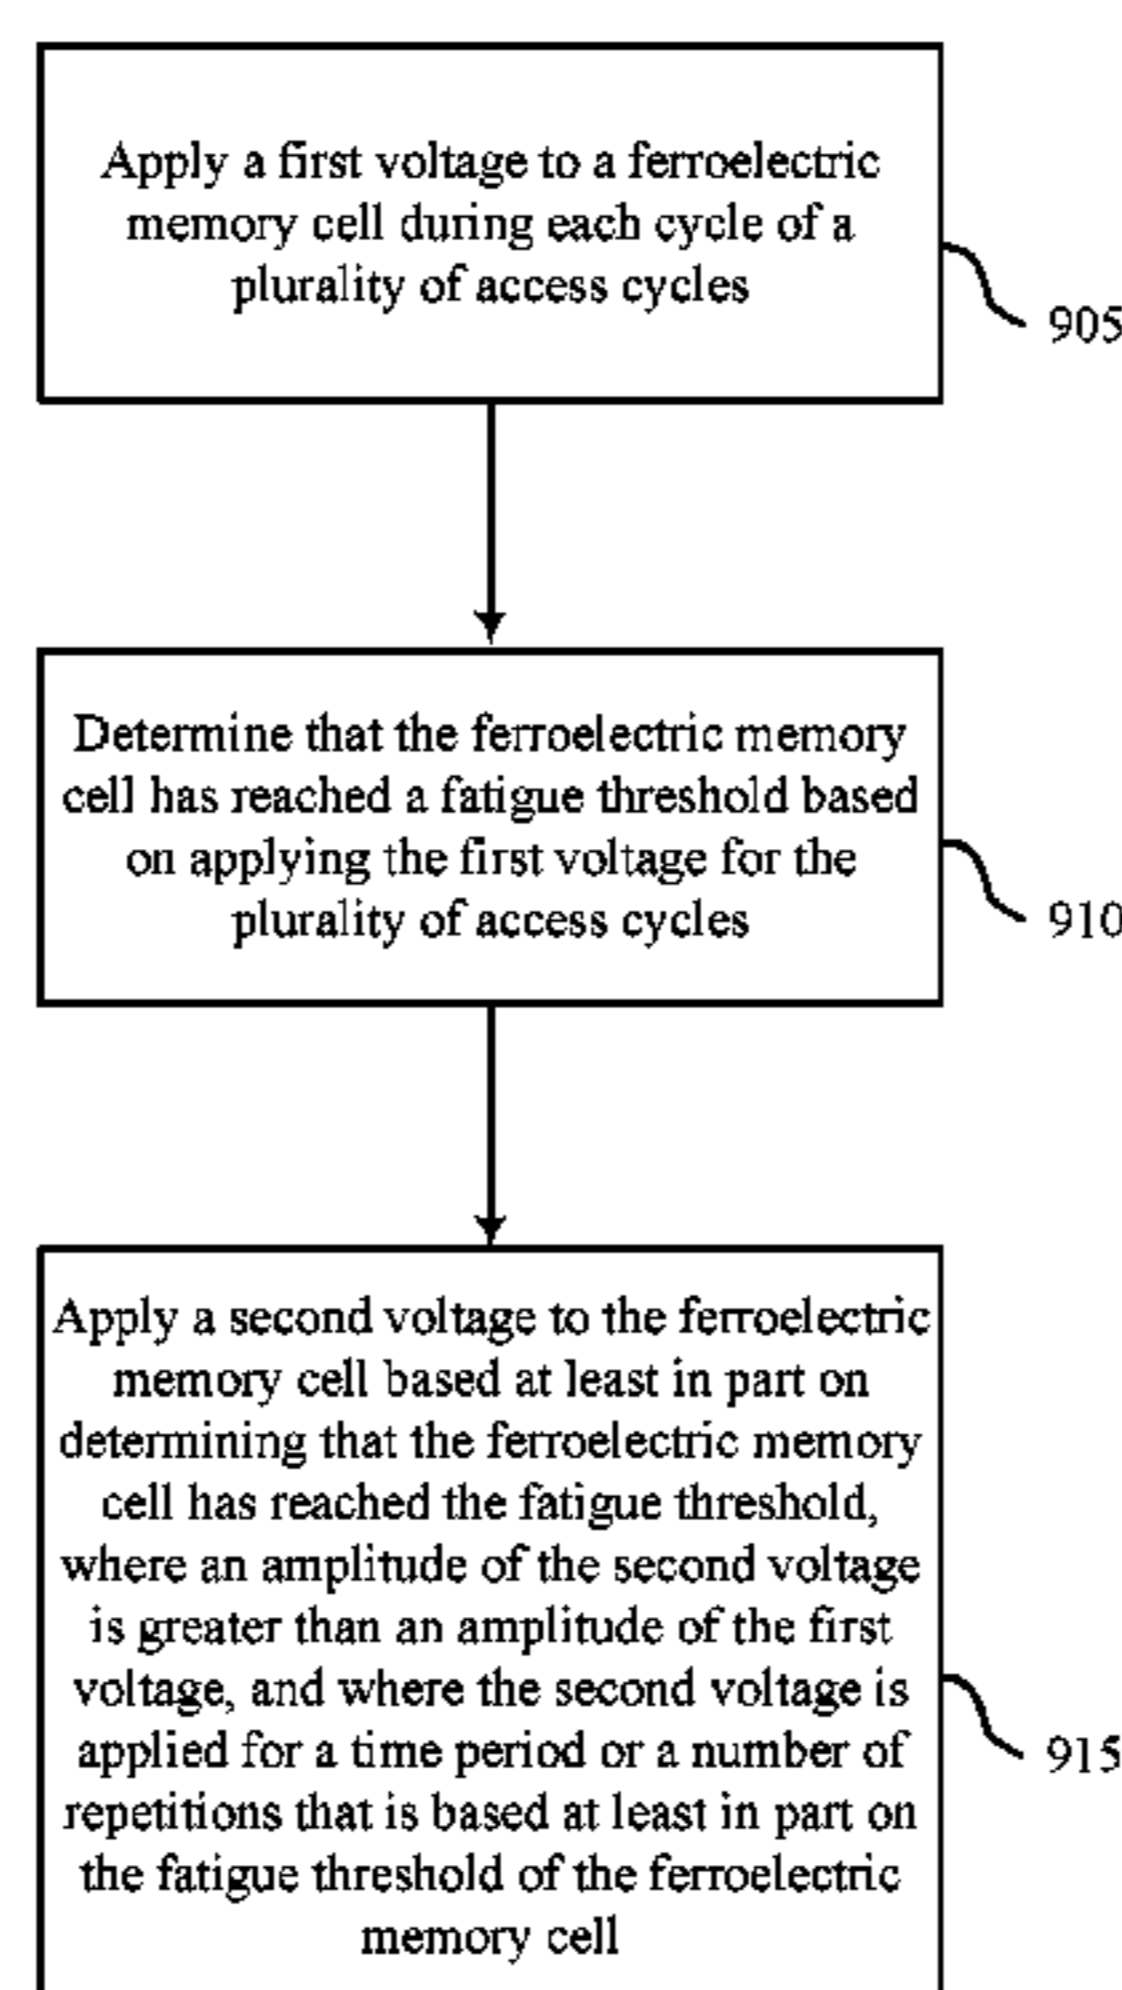 Apply a first voltage to a ferroelectric
memory cell during each cycle of a
plurality of access cycles
905
Determine that the ferroelectric memory
cell has reached a fatigue threshold based
on applying the first voltage for the
plurality of access cycles
910
Apply a second voltage to the ferroelectric
memory cell based at least in part on
determining that the ferroelectric memory
cell has reached the fatigue threshold,
where an amplitude of the second voltage
is greater than an amplitude of the first
voltage, and where the second voltage is
applied for a time period or a number of
repetitions that is based at least in part on
the fatigue threshold of the ferroelectric
memory cell
915